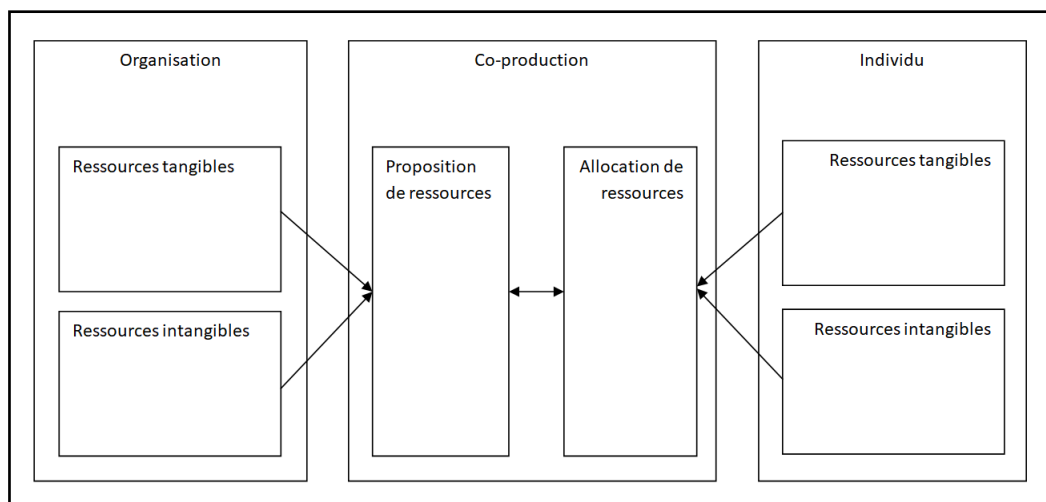 Organisation
Co-production
Individu
Ressources tangibles
Proposition
de ressources
Allocation de
ressources
Ressources tangibles
Ressources intangibles
Ressources intangibles